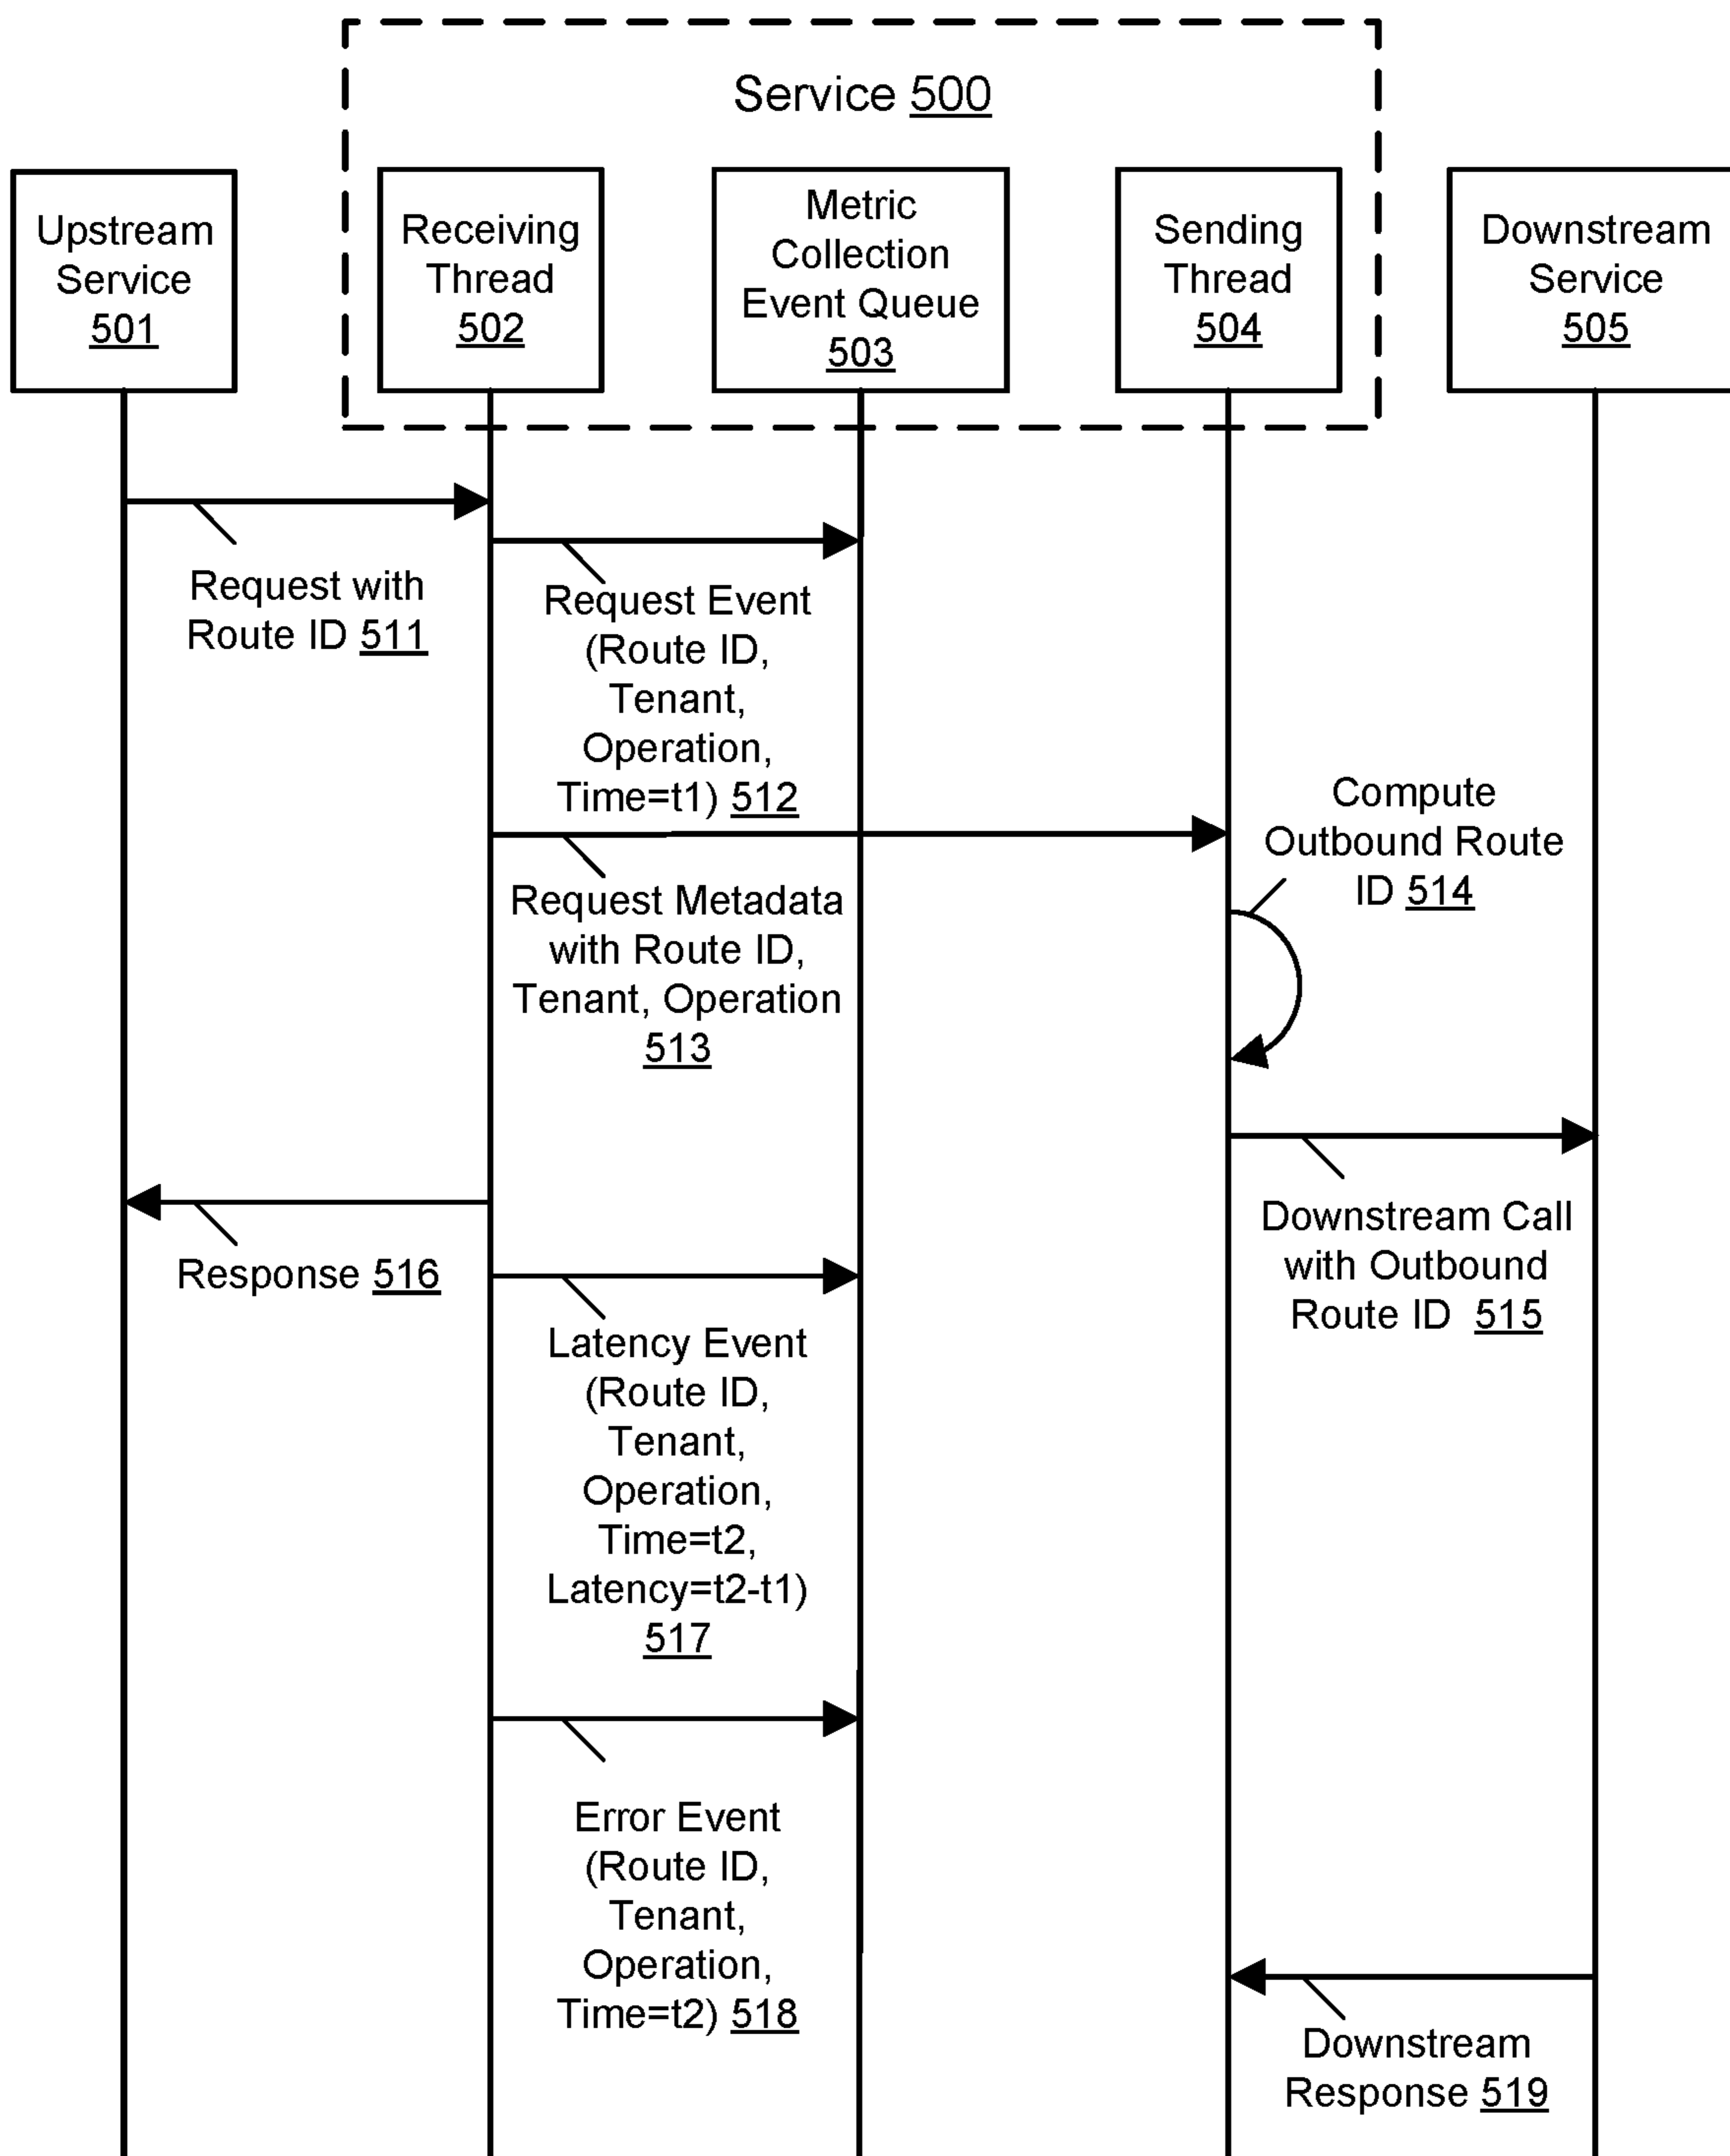 Service 500
Upstream
Service
501
Receiving
Thread
502
Metric
Collection
Event Queue
503
Sending
Thread
504
Downstream
Service
505
Request with
Route ID 511
Request Event
(Route ID,
Tenant,
Operation,
Time=t1) 512
Compute
Outbound Route
ID 514
Request Metadata
with Route ID,
Tenant, Operation
513
Downstream Call
with Outbound
Route ID 515
Response 516
Latency Event
(Route ID,
Tenant,
Operation,
Time=t2,
Latency=t2-t1)
517
Error Event
(Route ID,
Tenant,
Operation,
Time=t2) 518
Downstream
Response 519